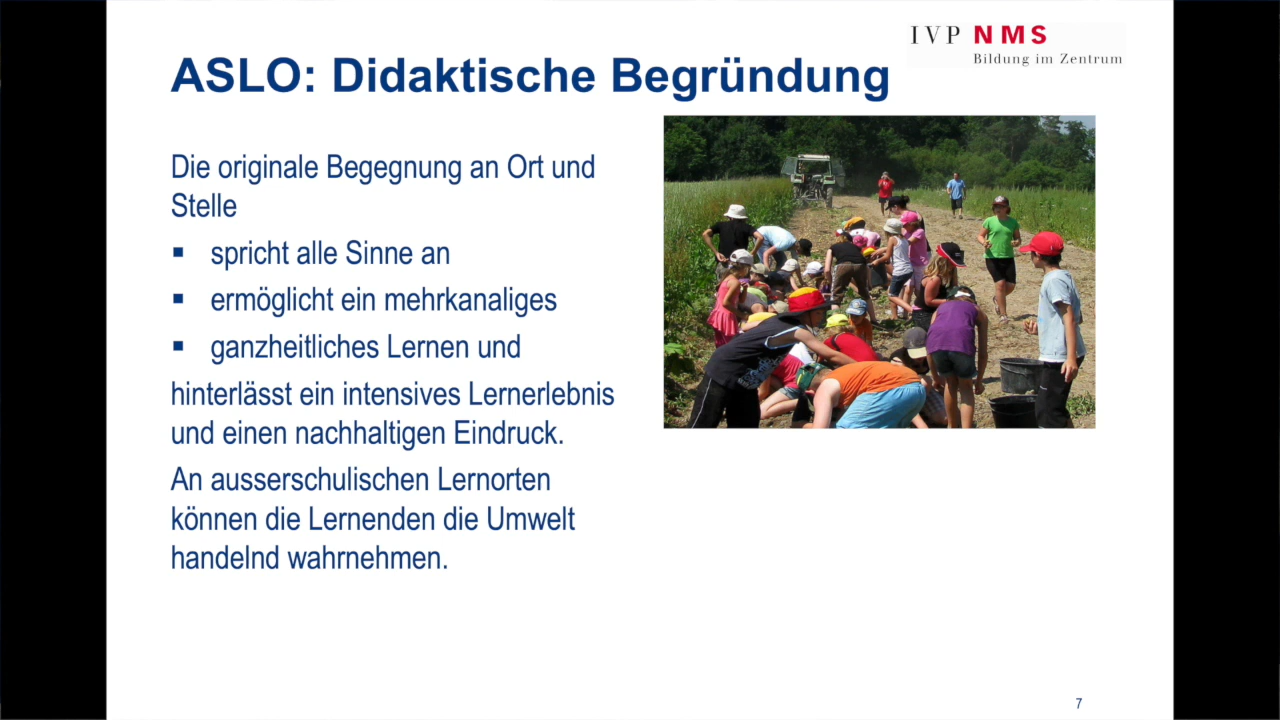 IVP NMS
Bildung im Zentrum
ASLO: Didaktische Begründung
Die originale Begegnung an Ort und
Stelle
▪ spricht alle Sinne an
▪ ermöglicht ein mehrkanaliges
▪ ganzheitliches Lernen und
hinterlässt ein intensives Lernerlebnis
und einen nachhaltigen Eindruck.
An ausserschulischen Lernorten
können die Lernenden die Umwelt
handelnd wahrnehmen.
7